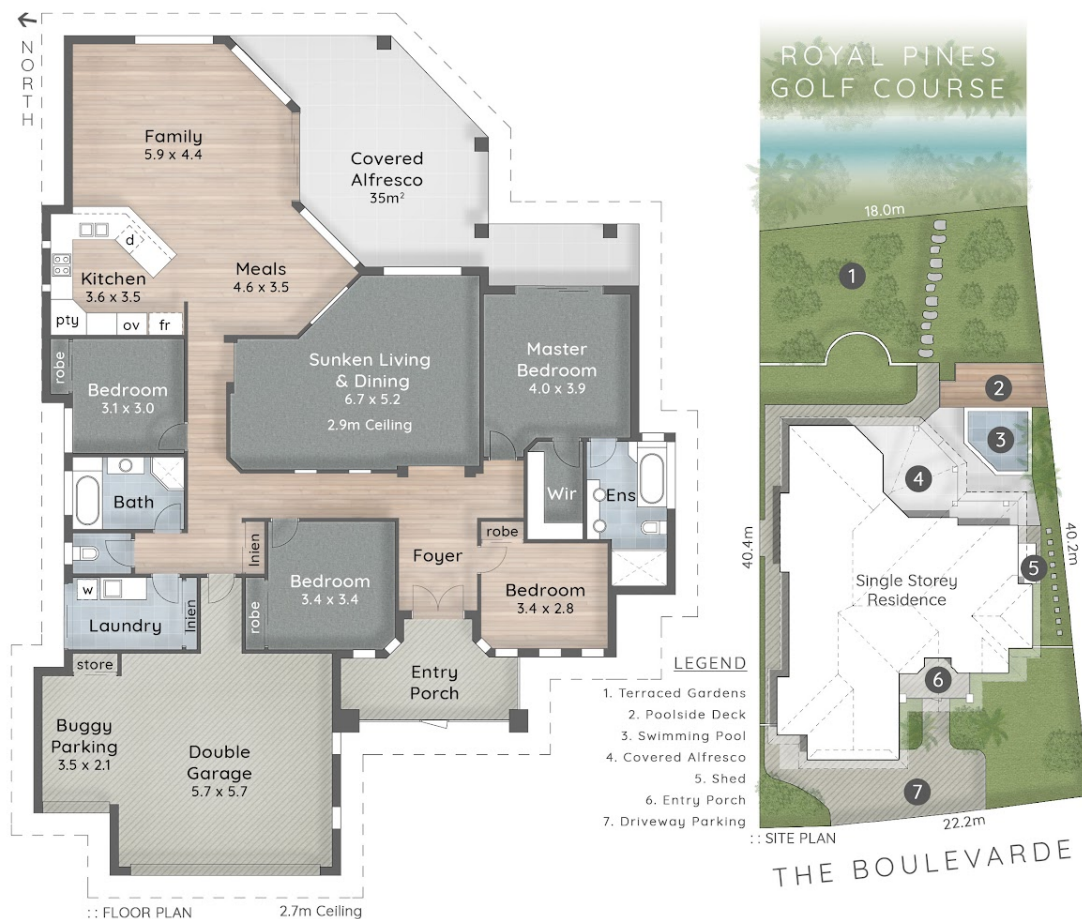 NORTH
Family
5.9 x 4.4
Covered
Alfresco
35m²
d
Kitchen
3.6 x 3.5
Meals
4.6 x 3.5
pty
ov
fr
robe
Bedroom
3.1 x 3.0
Sunken Living
& Dining
6.7 x 5.2
2.9m Ceiling
Master
Bedroom
4.0 x 3.9
Bath
Wir
Ens
linen
Foyer
robe
Bedroom
3.4 x 3.4
Bedroom
3.4 x 2.8
w
Laundry
linen
robe
store
Entry
Porch
Buggy
Parking
3.5 x 2.1
Double
Garage
5.7 x 5.7
:: FLOOR PLAN
2.7m Ceiling
LEGEND
1. Terraced Gardens
2. Poolside Deck
3. Swimming Pool
4. Covered Alfresco
5. Shed
6. Entry Porch
7. Driveway Parking
ROYAL PINES
GOLF COURSE
18.0m
1
2
3
4
40.4m
40.2m
5
Single Storey
Residence
6
7
22.2m
:: SITE PLAN
THE BOULEVARDE